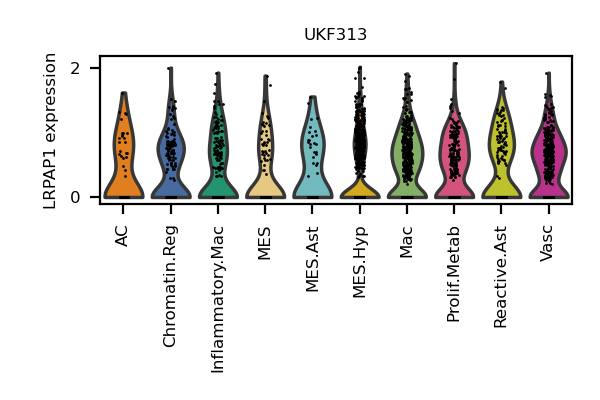 UKF313
LRPAP1 expression
2
0
AC
Chromatin.Reg
Inflammatory.Mac
MES
MES.Ast
MES.Hyp
Mac
Prolif.Metab
Reactive.Ast
Vasc